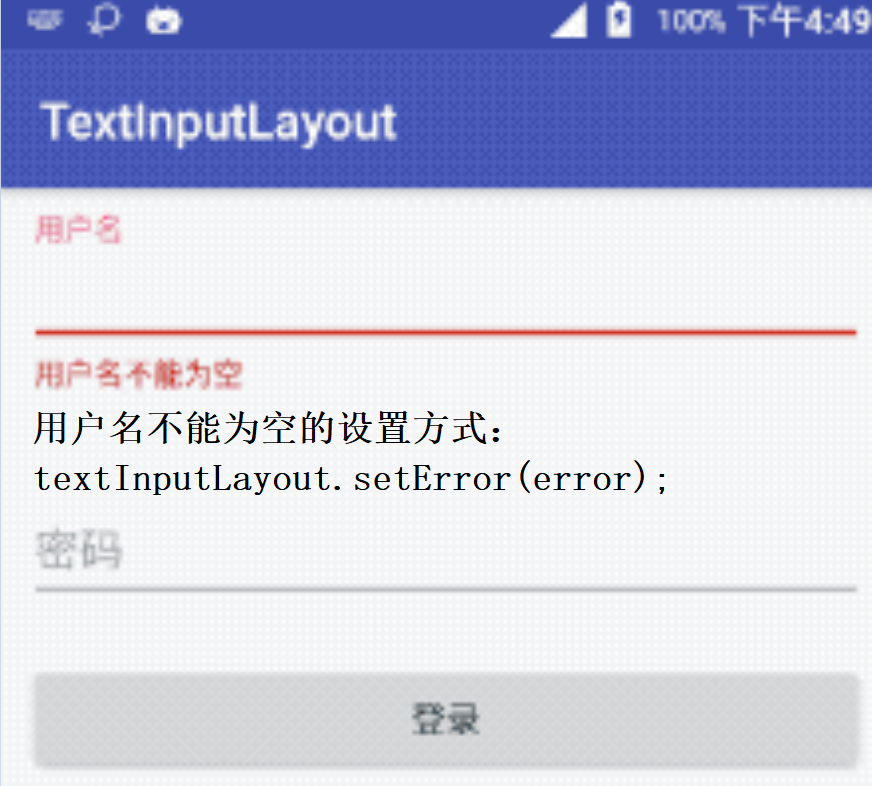 100% 下午4:49
TextInputLayout
用户名
用户名不能为空
用户名不能为空的设置方式：
textInputLayout.setError(error);
密码
登录